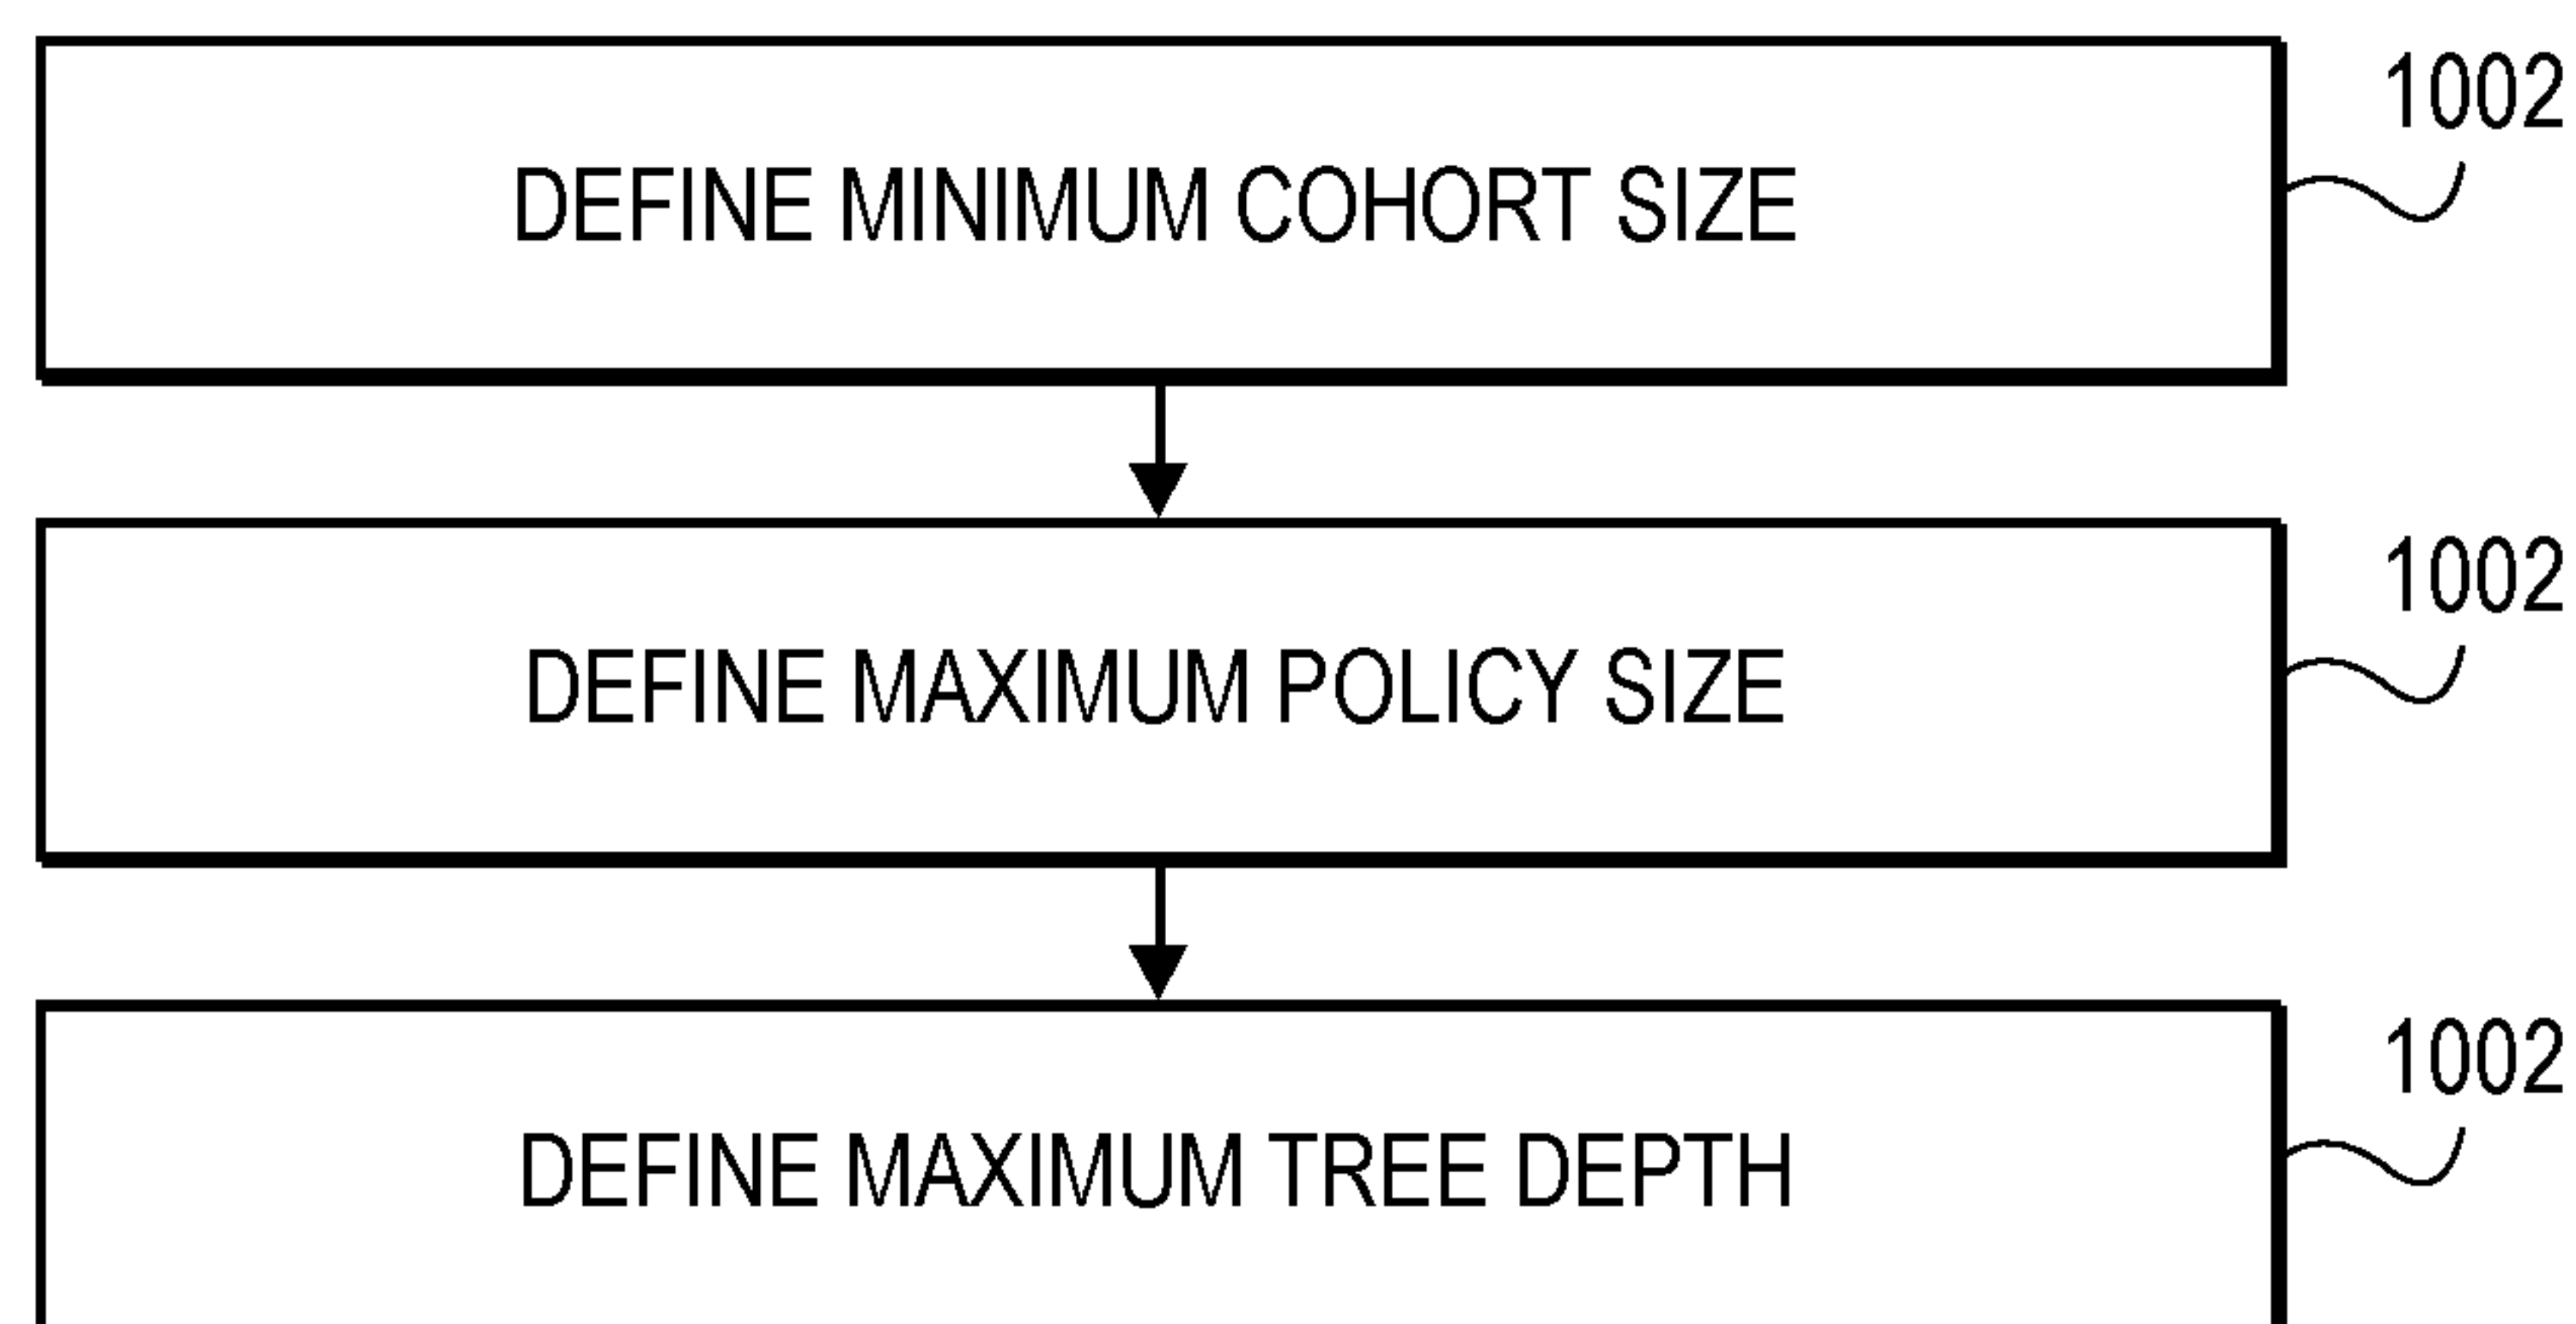 1002
DEFINE MINIMUM COHORT SIZE
1002
DEFINE MAXIMUM POLICY SIZE
1002
DEFINE MAXIMUM TREE DEPTH